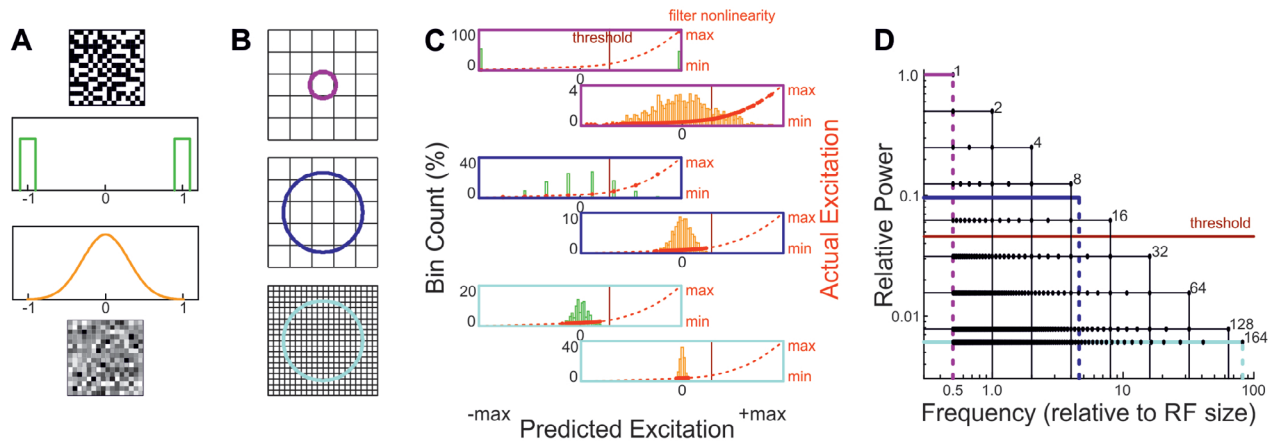 A
-1 0 1
-1 0 1
B
C
filter nonlinearity
threshold
100
0
0
max
min
4
0
0
max
min
40
0
0
max
min
10
0
0
max
min
20
0
0
max
min
40
0
0
max
min
Bin Count (%)
Actual Excitation
-max
+max
Predicted Excitation
D
1.0
0.1
0.01
Relative Power
1
2
4
8
16
threshold
32
64
128
164
0.5 1.0 10 100
Frequency (relative to RF size)